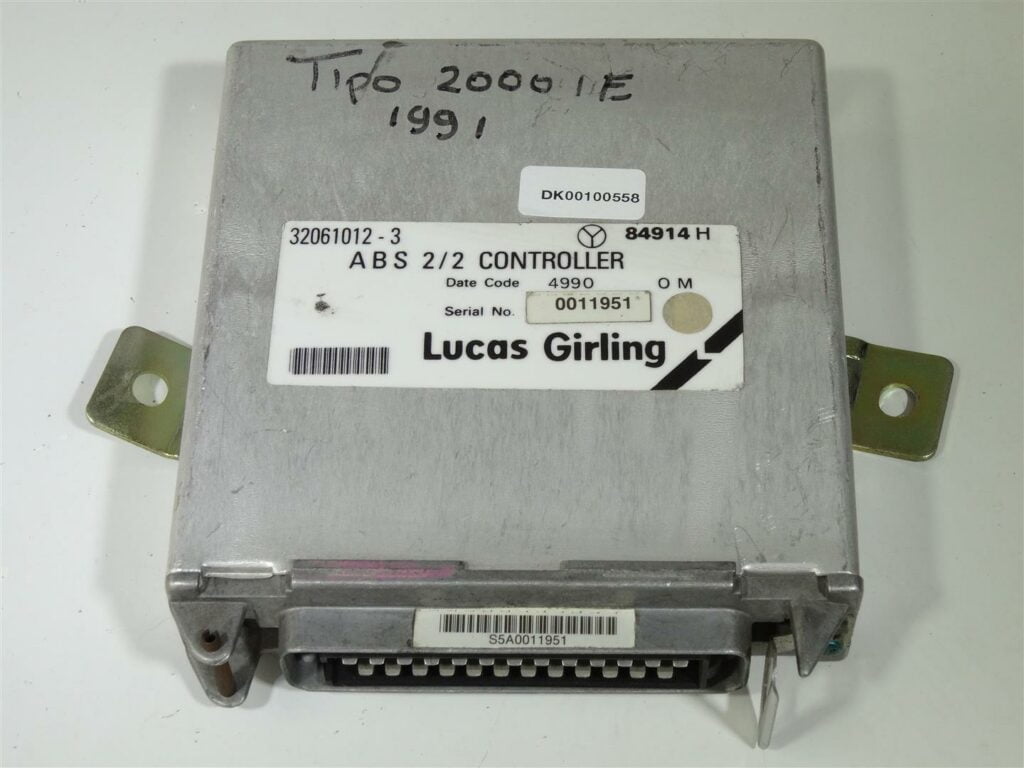 Tipo 2000 IE
1991
DK00100558
32061012 - 3 84914 H
ABS 2/2 CONTROLLER
Date Code 4990 O M
Serial No. 0011951
Lucas Girling
S5A0011951